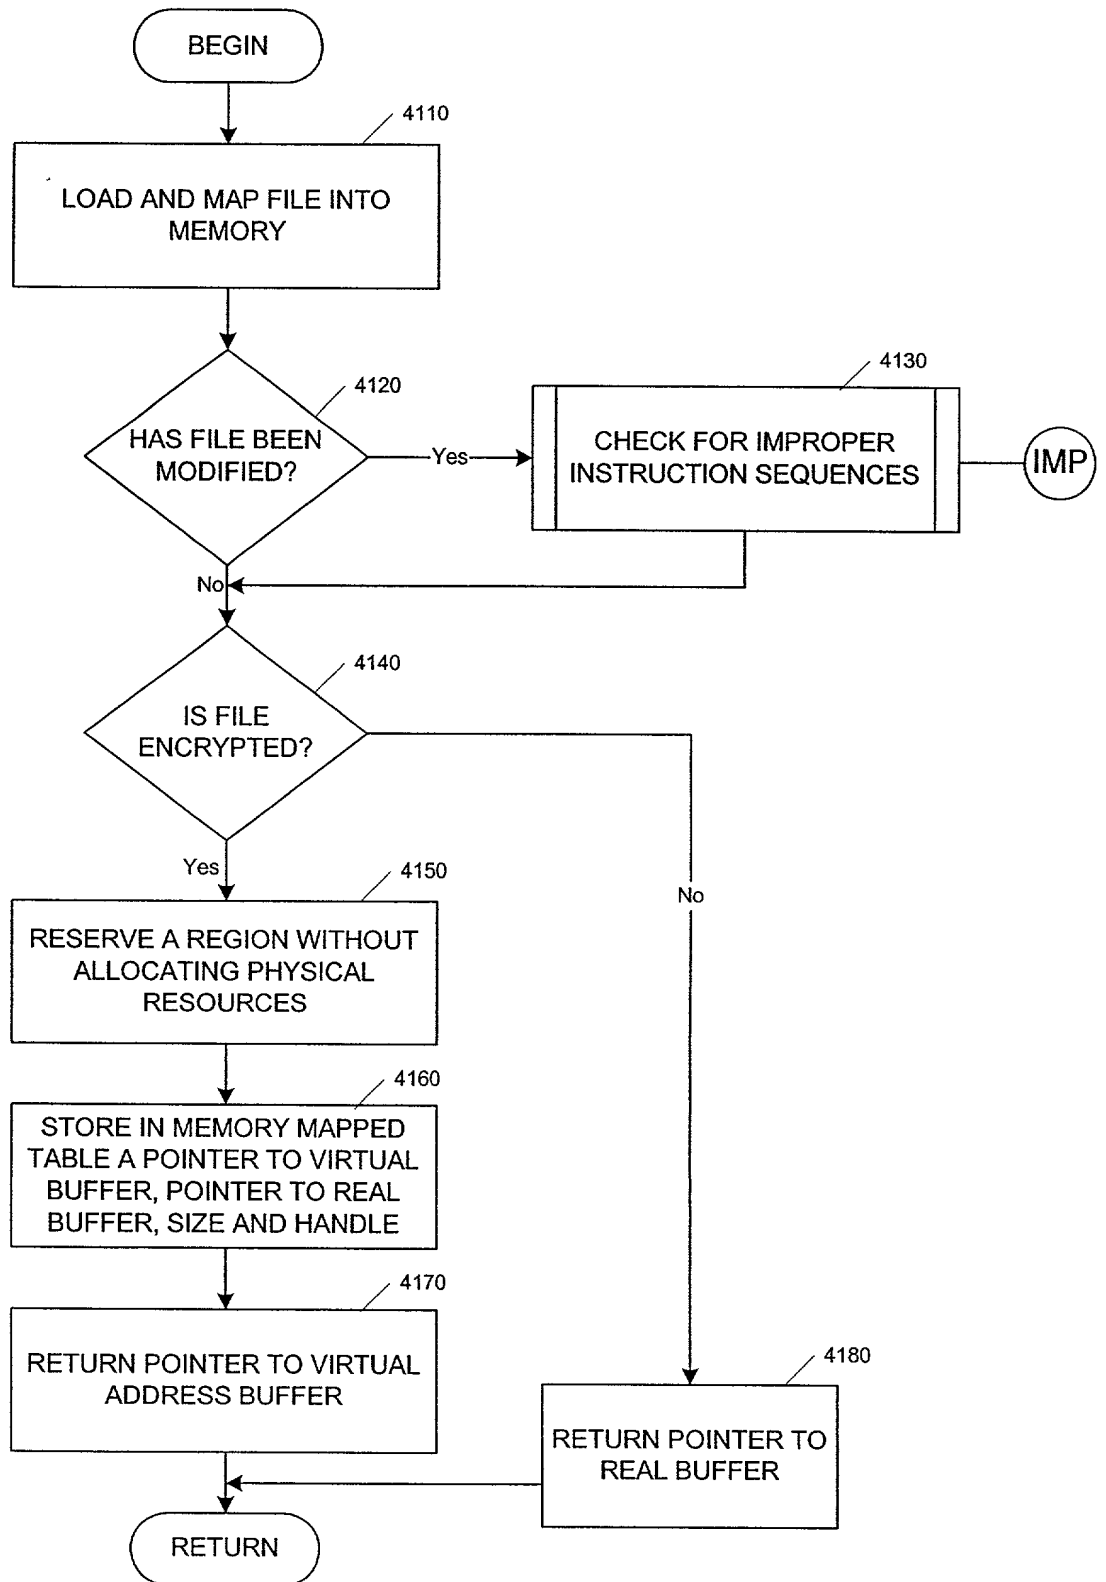 BEGIN
4110
LOAD AND MAP FILE INTO
MEMORY
4120
HAS FILE BEEN
MODIFIED?
Yes
4130
CHECK FOR IMPROPER
INSTRUCTION SEQUENCES
IMP
No
4140
IS FILE
ENCRYPTED?
Yes
No
4150
RESERVE A REGION WITHOUT
ALLOCATING PHYSICAL
RESOURCES
4160
STORE IN MEMORY MAPPED
TABLE A POINTER TO VIRTUAL
BUFFER, POINTER TO REAL
BUFFER, SIZE AND HANDLE
4170
RETURN POINTER TO VIRTUAL
ADDRESS BUFFER
4180
RETURN POINTER TO
REAL BUFFER
RETURN